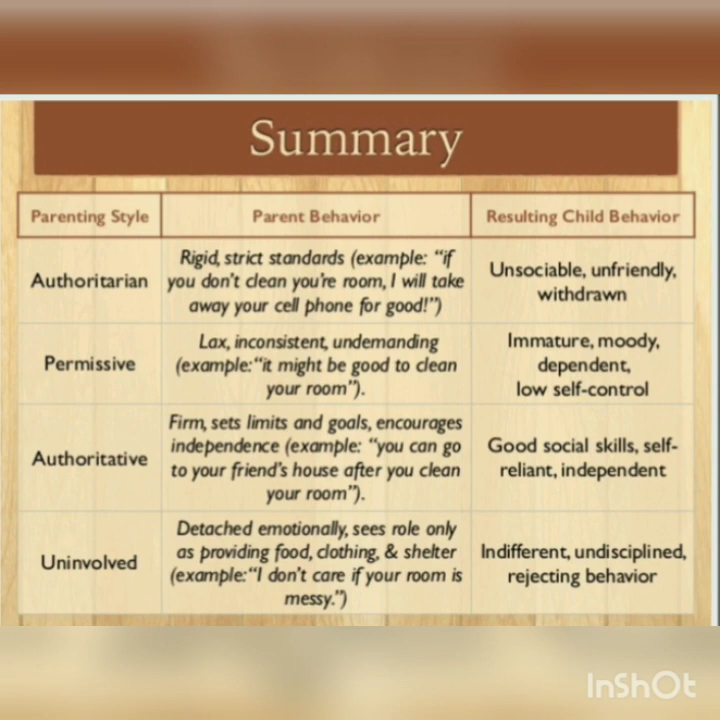 Summary
Parenting Style
Parent Behavior
Resulting Child Behavior
Authoritarian
Rigid, strict standards (example: “if
you don’t clean you’re room, I will take
away your cell phone for good!”)
Unsociable, unfriendly,
withdrawn
Permissive
Lax, inconsistent, undemanding
(example:“it might be good to clean
your room”).
Immature, moody,
dependent,
low self-control
Authoritative
Firm, sets limits and goals, encourages
independence (example: “you can go
to your friend’s house after you clean
your room”).
Good social skills, self-
reliant, independent
Uninvolved
Detached emotionally, sees role only
as providing food, clothing, & shelter
(example:“I don’t care if your room is
messy.”)
Indifferent, undisciplined,
rejecting behavior
InShOt